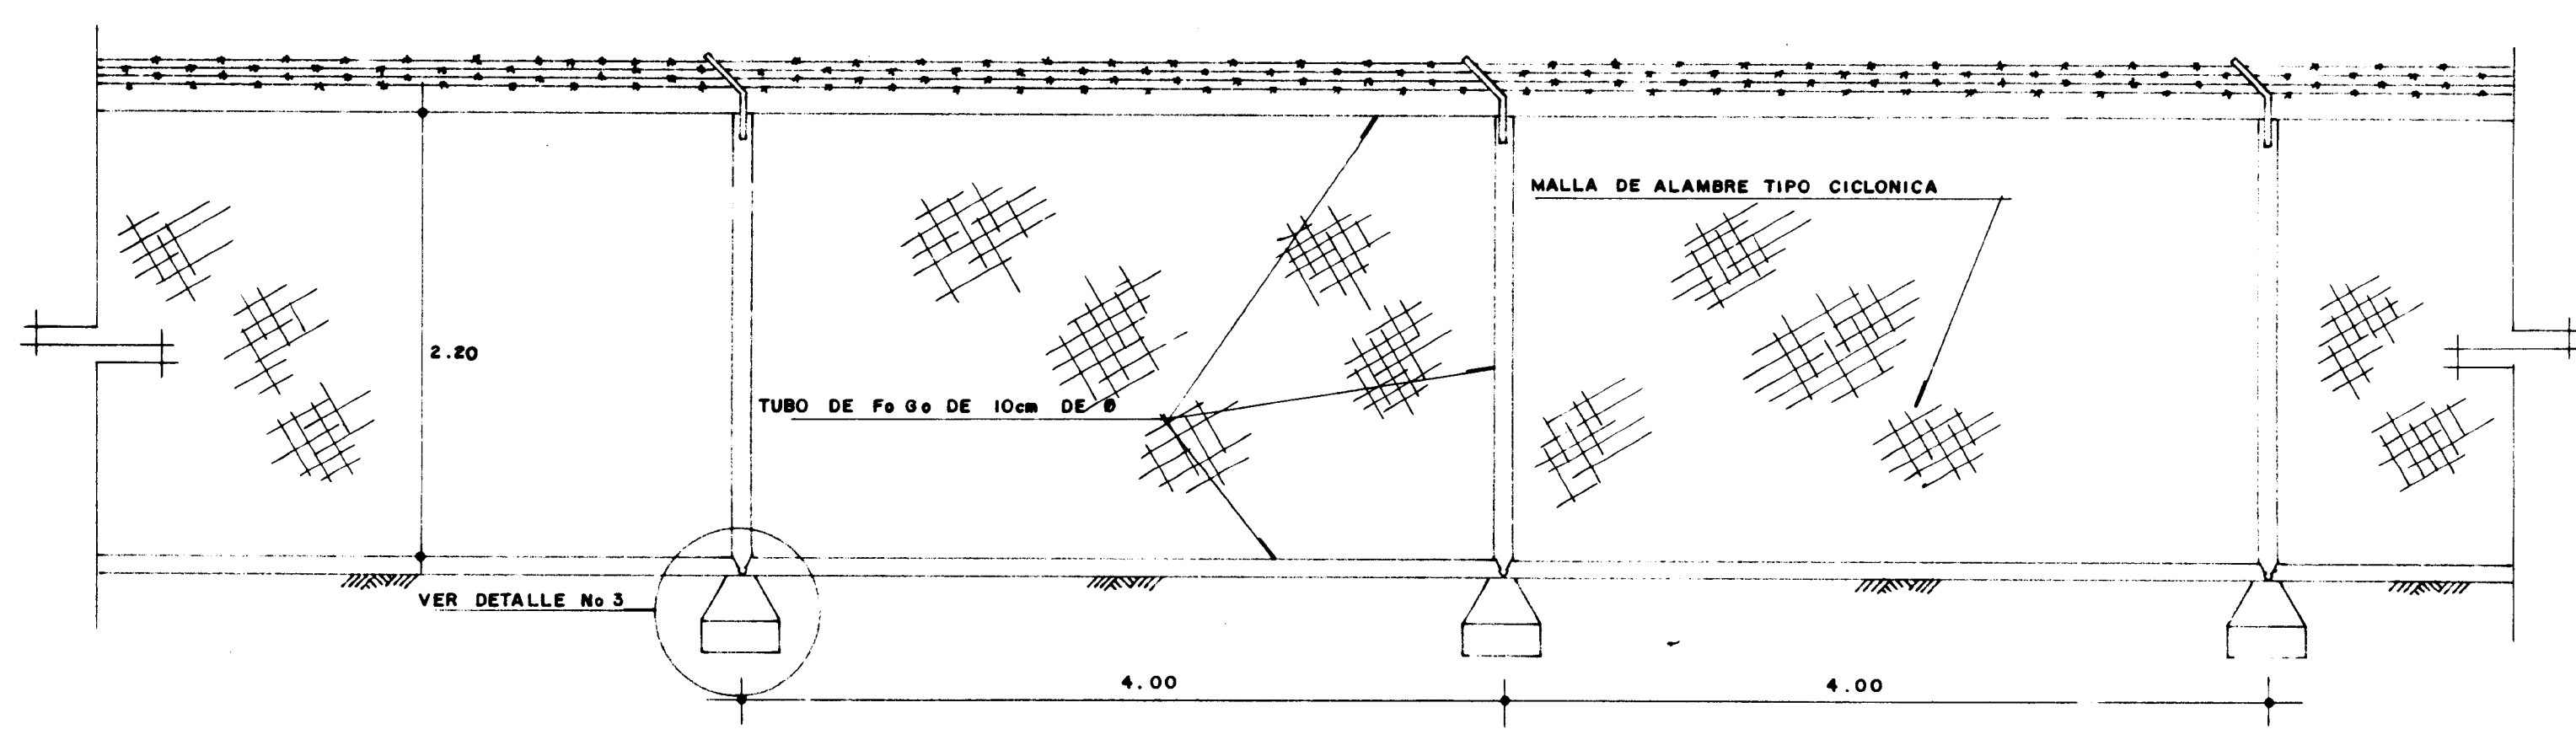 MALLA DE ALAMBRE TIPO CICLONICA
2.20
TUBO DE Fo Go DE 10cm DE Ø
VER DETALLE No 3
4.00
4.00